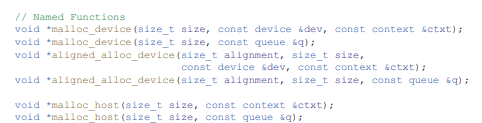 // Named Functions
void *malloc_device(size_t size, const device &dev, const context &ctxt);
void *malloc_device(size_t size, const queue &q);
void *aligned_alloc_device(size_t alignment, size_t size,
                           const device &dev, const context &ctxt);
void *aligned_alloc_device(size_t alignment, size_t size, const queue &q);

void *malloc_host(size_t size, const context &ctxt);
void *malloc_host(size_t size, const queue &q);